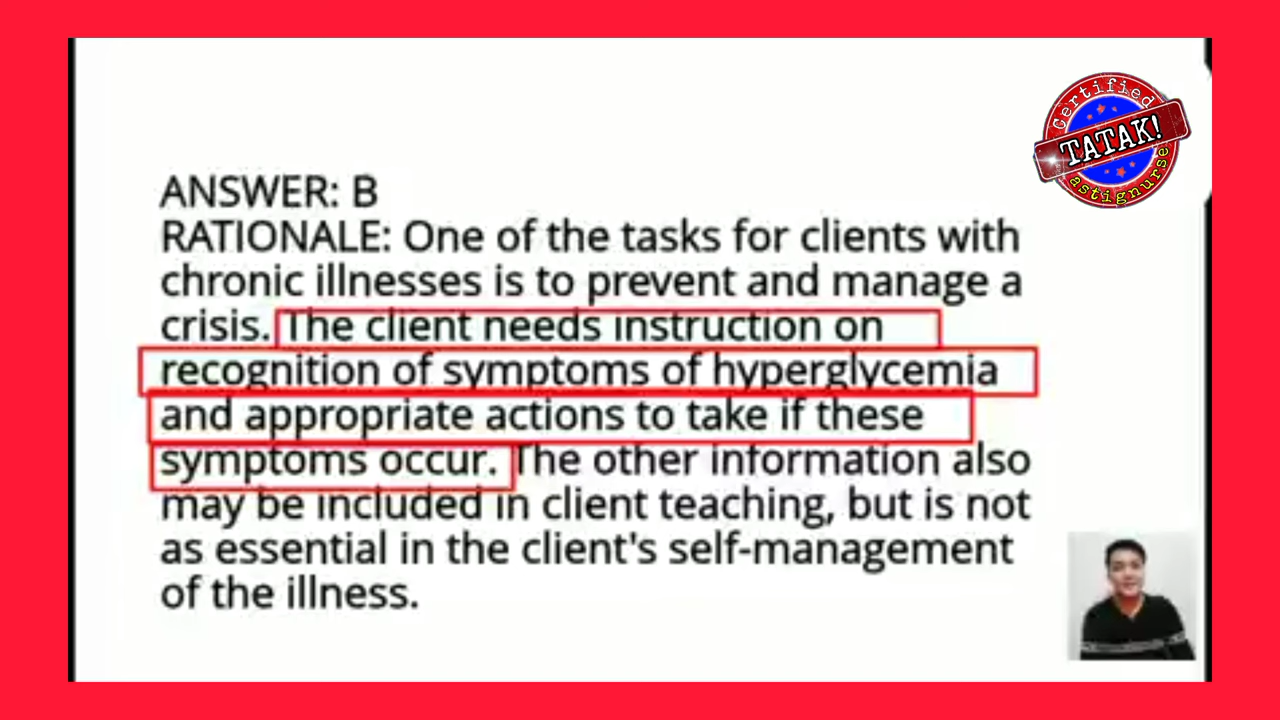 Certified
TATAK!
astignurse
ANSWER: B
RATIONALE: One of the tasks for clients with
chronic illnesses is to prevent and manage a
crisis. The client needs instruction on
recognition of symptoms of hyperglycemia
and appropriate actions to take if these
symptoms occur. The other information also
may be included in client teaching, but is not
as essential in the client's self-management
of the illness.